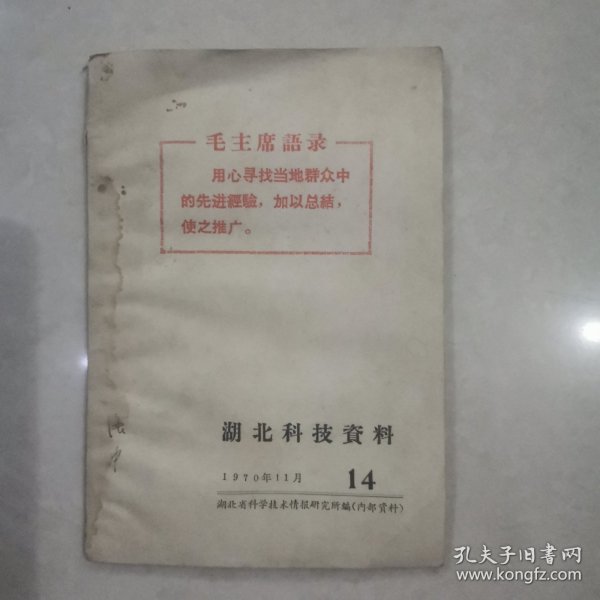 毛主席語录
用心寻找当地群众中
的先进經驗，加以总結，
使之推广。
湖北科技資料
1970年11月 14
湖北省科学技术情报研究所編(内部資料)
孔夫子旧书网
www.kongfz.com